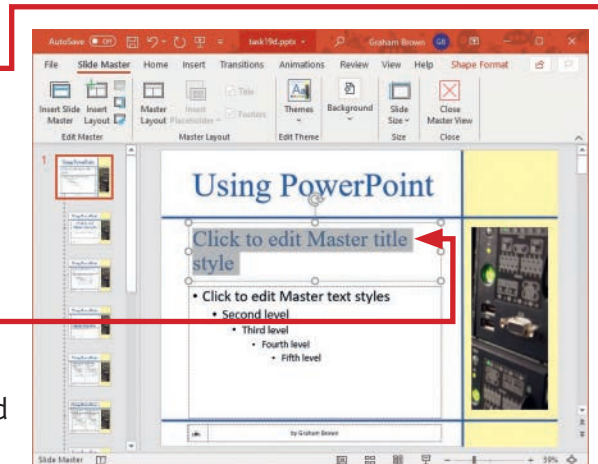 AutoSave Off task19d.pptx Graham Brown GB
File Slide Master Home Insert Transitions Animations Review View Help Shape Format
Insert Slide Master
Insert Layout
Master Layout
Insert Placeholder
Title
Footers
Themes
Background
Slide Size
Close Master View
Edit Master Master Layout Edit Theme Size Close
1
Using PowerPoint
Click to edit Master title
style
• Click to edit Master text styles
• Second level
• Third level
• Fourth level
• Fifth level
by Graham Brown
d
Slide Master 59%